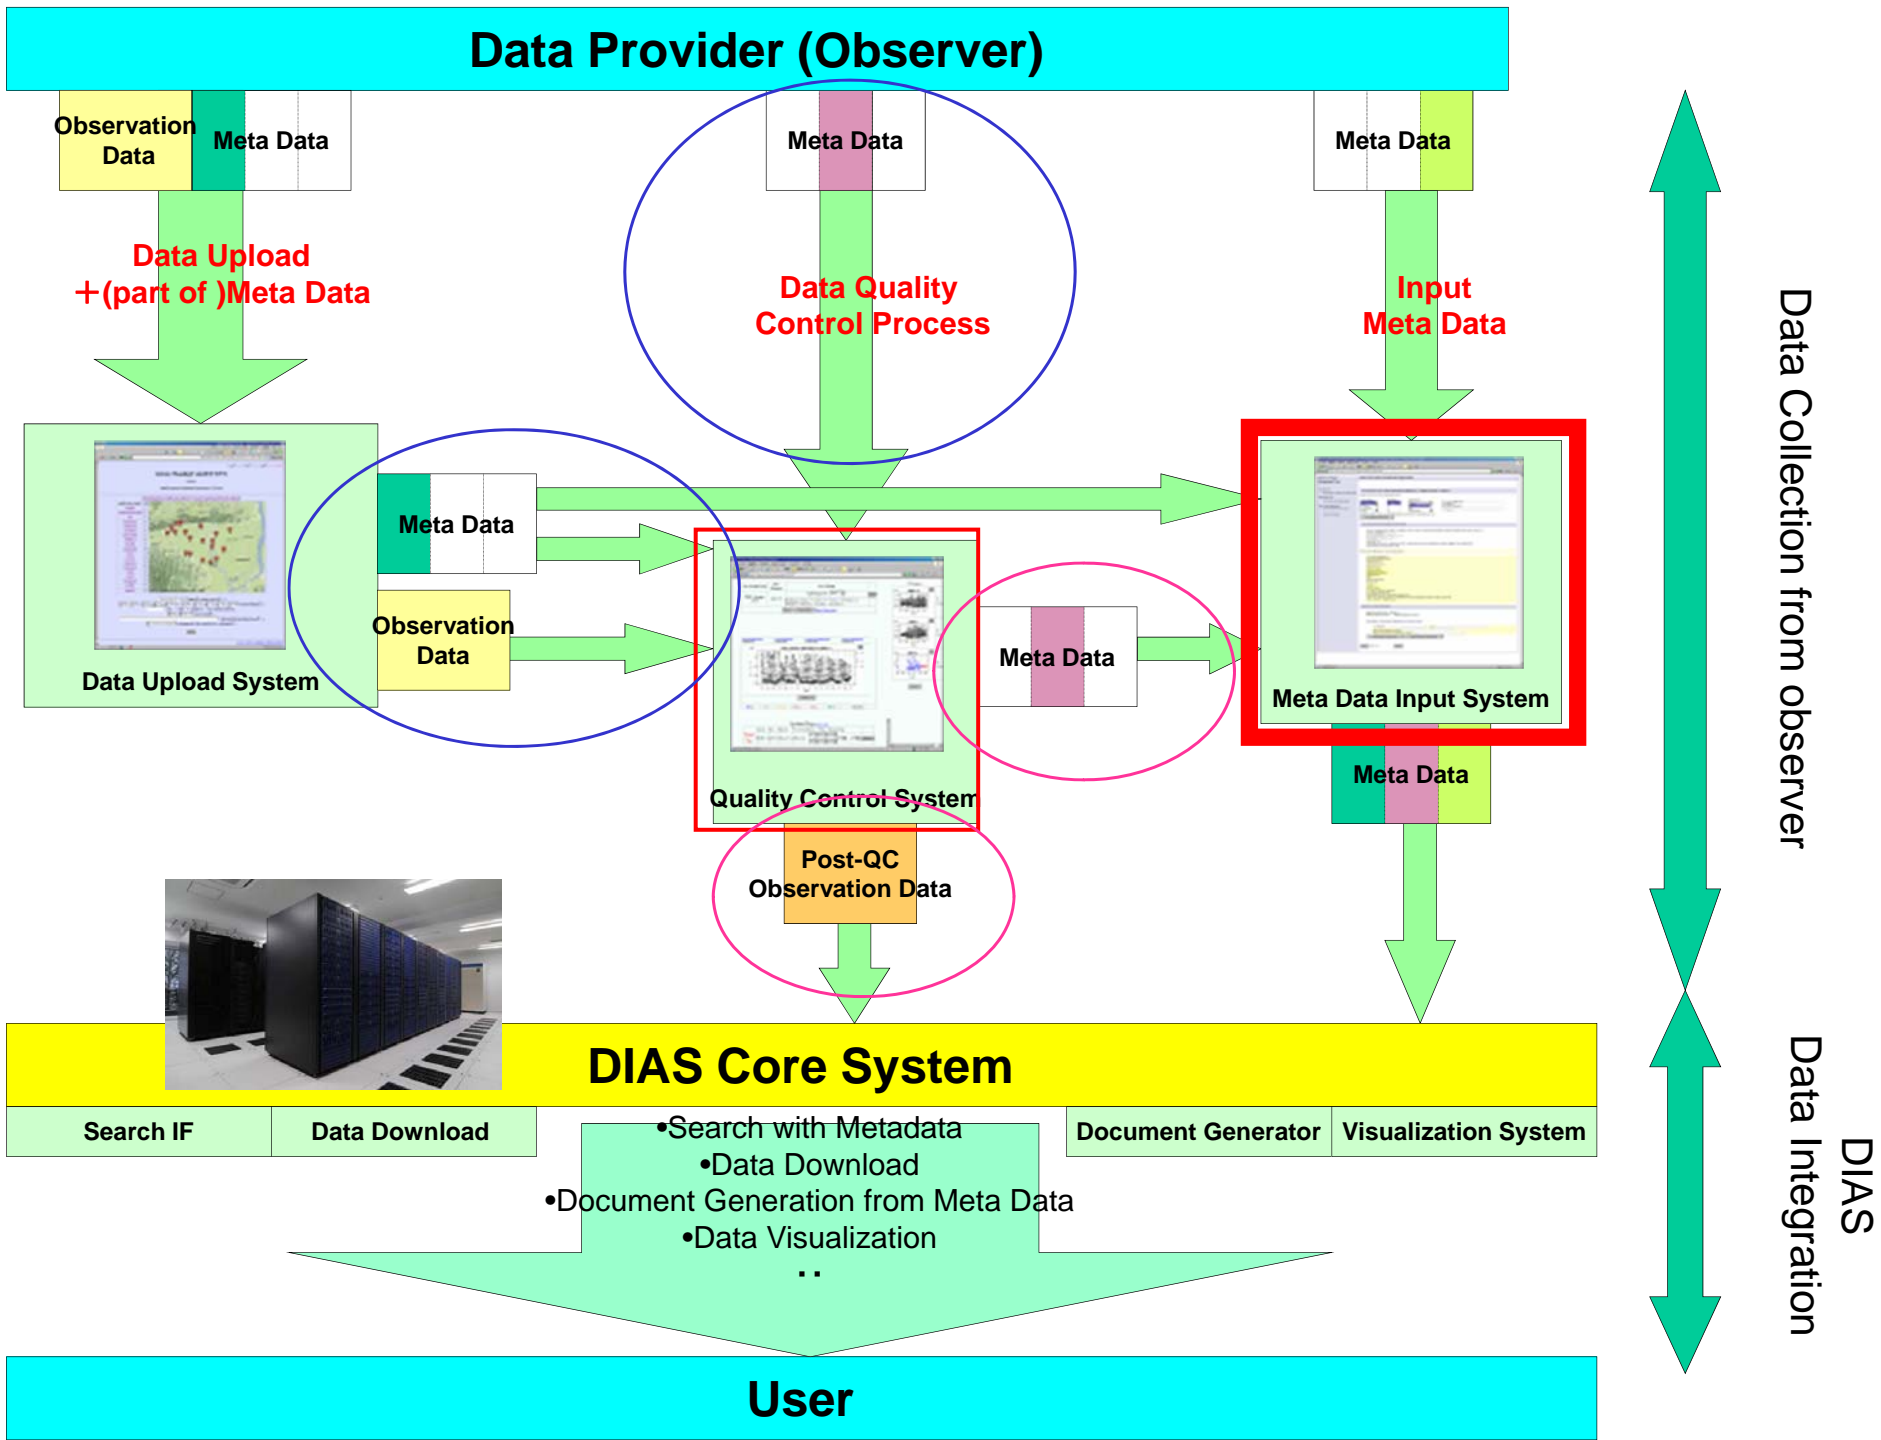 Data Provider (Observer)
Observation
Data
Meta Data
Meta Data
Meta Data
Data Upload
+(part of )Meta Data
Data Quality
Control Process
Input
Meta Data
Meta Data
Observation
Data
Data Upload System
Meta Data
Quality Control System
Meta Data Input System
Meta Data
Post-QC
Observation Data
Data Collection from observer
DIAS Core System
Search IF
Data Download
Document Generator
Visualization System
•Search with Metadata
•Data Download
•Document Generation from Meta Data
•Data Visualization
. .
DIAS
Data Integration
User